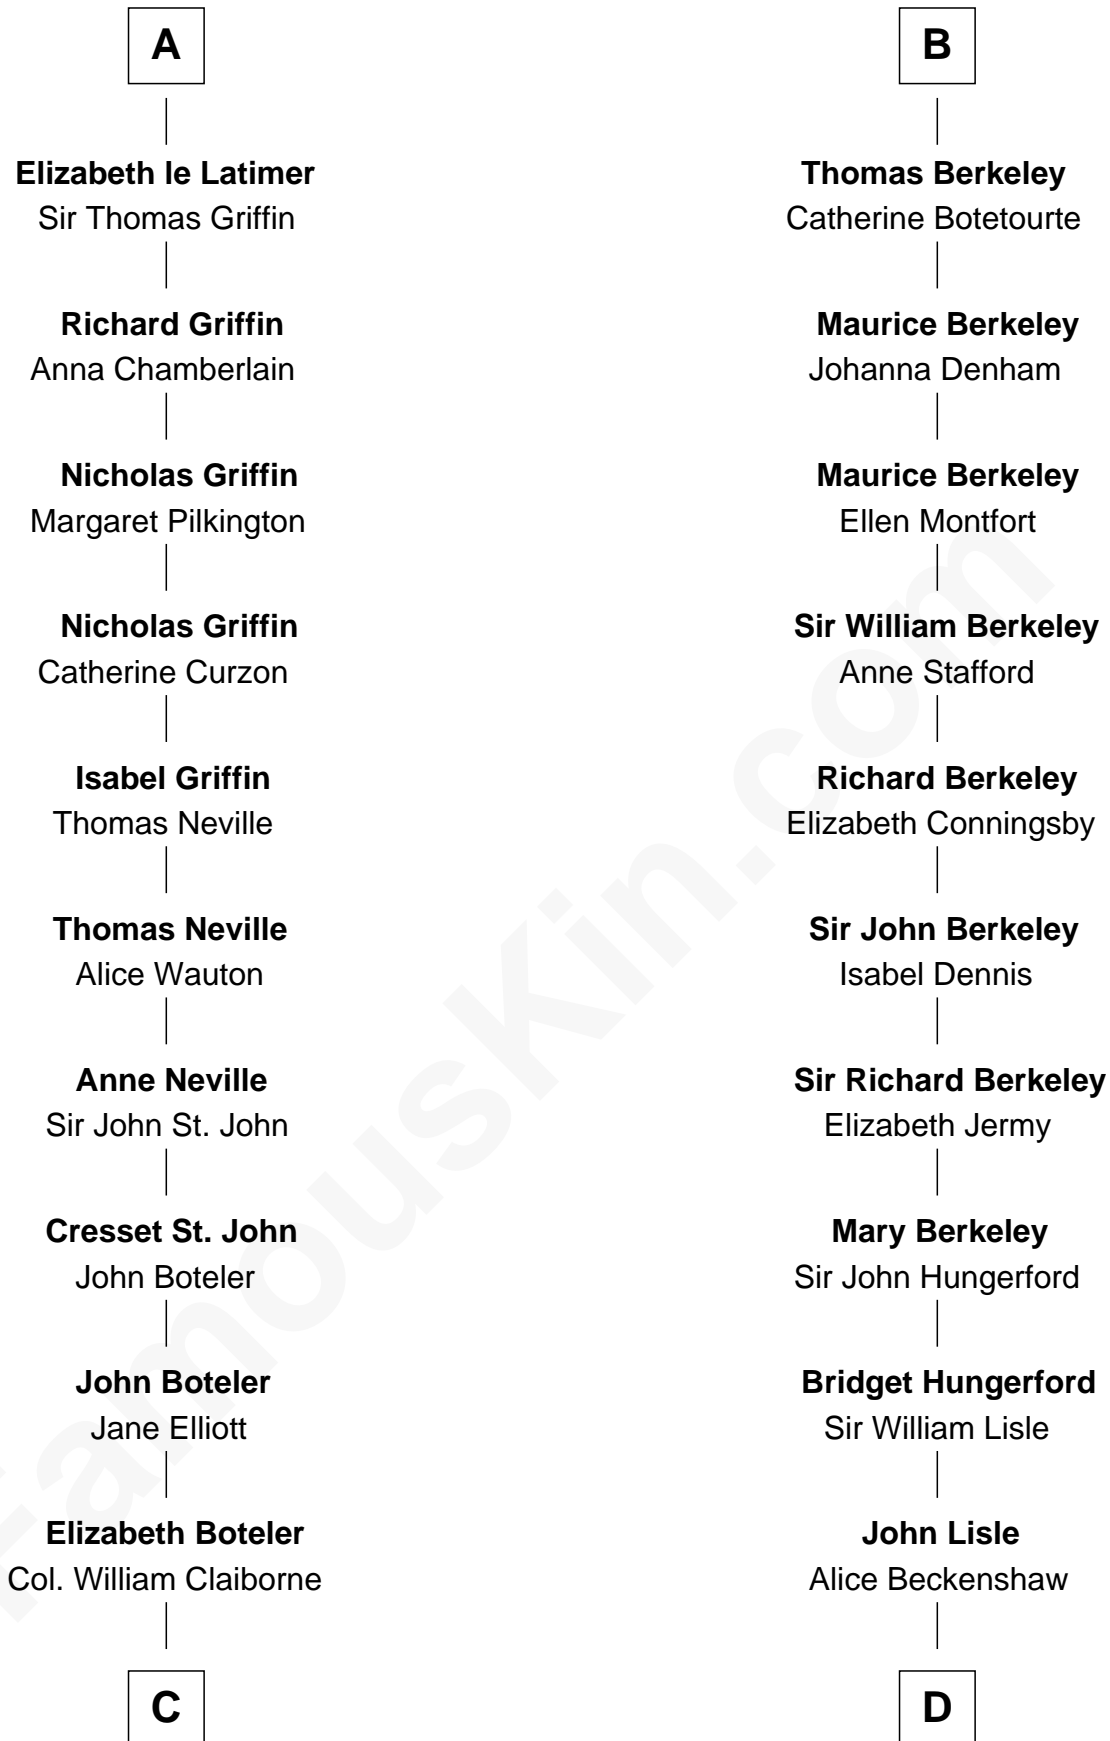 A
Elizabeth le Latimer
Sir Thomas Griffin
Richard Griffin
Anna Chamberlain
Nicholas Griffin
Margaret Pilkington
Nicholas Griffin
Catherine Curzon
Isabel Griffin
Thomas Neville
Thomas Neville
Alice Wauton
Anne Neville
Sir John St. John
Cresset St. John
John Boteler
John Boteler
Jane Elliott
Elizabeth Boteler
Col. William Claiborne
C
B
Thomas Berkeley
Catherine Botetourte
Maurice Berkeley
Johanna Denham
Maurice Berkeley
Ellen Montfort
Sir William Berkeley
Anne Stafford
Richard Berkeley
Elizabeth Conningsby
Sir John Berkeley
Isabel Dennis
Sir Richard Berkeley
Elizabeth Jermy
Mary Berkeley
Sir John Hungerford
Bridget Hungerford
Sir William Lisle
John Lisle
Alice Beckenshaw
D
FamousKin.com